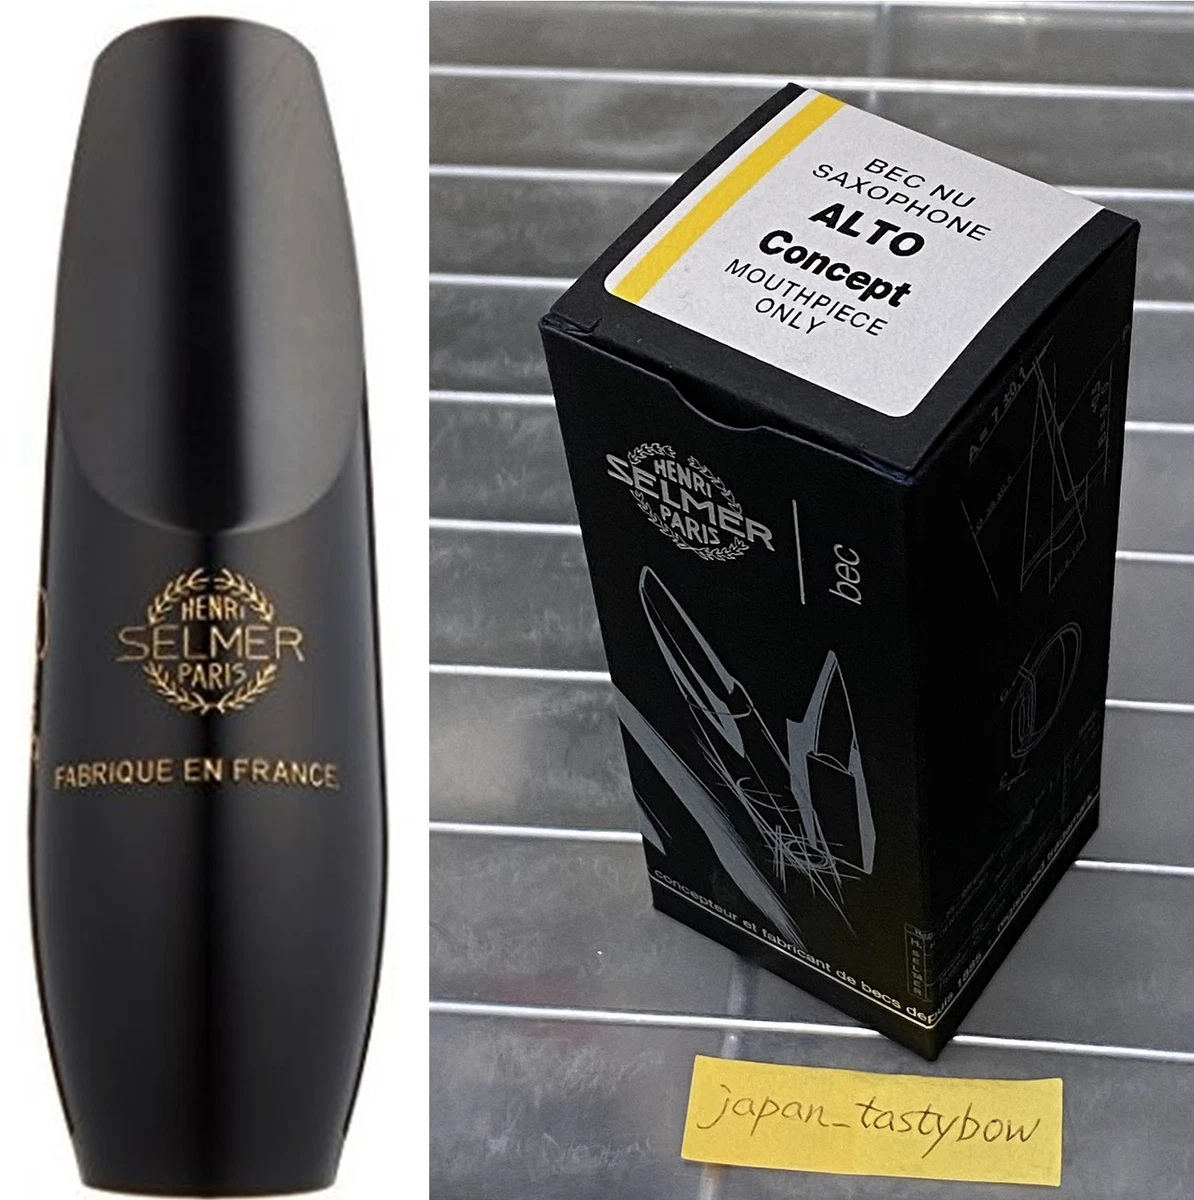 HENRI
SELMER
PARIS
FABRIQUE EN FRANCE
BEC NU
SAXOPHONE
ALTO
Concept
MOUTHPIECE
ONLY
HENRI
SELMER
PARIS
bec
concepteur et fabricant de becs depuis 1885
H. SELMER
japan_tastybow